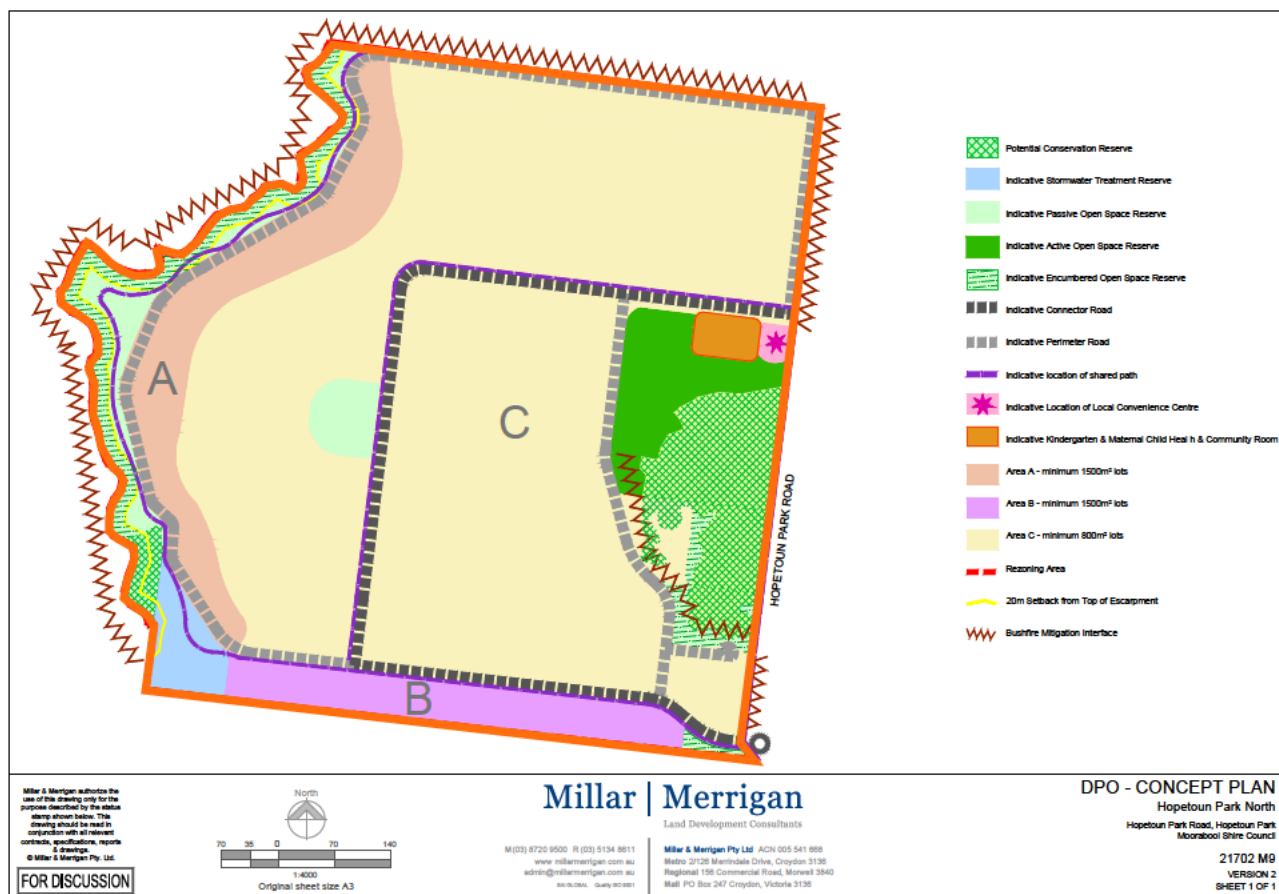 A
B
C
HOPETOUN PARK ROAD
Potential Conservation Reserve
Indicative Stormwater Treatment Reserve
Indicative Passive Open Space Reserve
Indicative Active Open Space Reserve
Indicative Encumbered Open Space Reserve
Indicative Connector Road
Indicative Perimeter Road
Indicative location of shared path
Indicative Location of Local Convenience Centre
Indicative Kindergarten & Maternal Child Heal h & Community Room
Area A - minimum 1500m² lots
Area B - minimum 1500m² lots
Area C - minimum 800m² lots
Rezoning Area
20m Setback from Top of Escarpment
Bushfire Mitigation Interface
Millar & Merrigan authorize the
use of this drawing only for the
purpose described by the status
stamp shown below. This
drawing should be read in
conjunction with all relevant
contracts, specifications, reports
& drawings.
© Millar & Merrigan Pty. Ltd.
FOR DISCUSSION
North
70 35 0 70 140
1:4000
Original sheet size A3
Millar | Merrigan
Land Development Consultants
M(03) 8720 9500 R (03) 5134 8611
www millarmerrigan com au
admin@millarmerrigan com au
SAI GLOBAL Quality ISO 9001
Millar & Merrigan Pty Ltd ACN 005 541 668
Metro 2/126 Merrindale Drive, Croydon 3136
Regional 156 Commercial Road, Morwell 3840
Mail PO Box 247 Croydon, Victoria 3136
DPO - CONCEPT PLAN
Hopetoun Park North
Hopetoun Park Road, Hopetoun Park
Moorabool Shire Council
21702 M9
VERSION 2
SHEET 1 OF 1